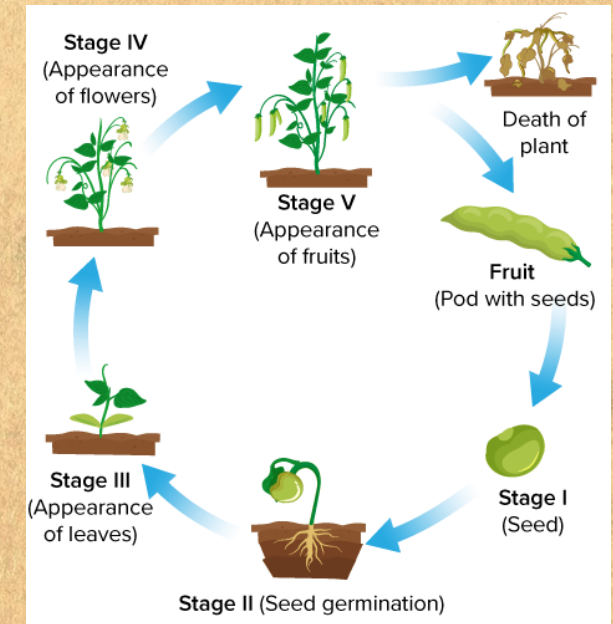 Stage IV
(Appearance
of flowers)
Stage V
(Appearance
of fruits)
Death of
plant
Fruit
(Pod with seeds)
Stage I
(Seed)
Stage II (Seed germination)
Stage III
(Appearance
of leaves)